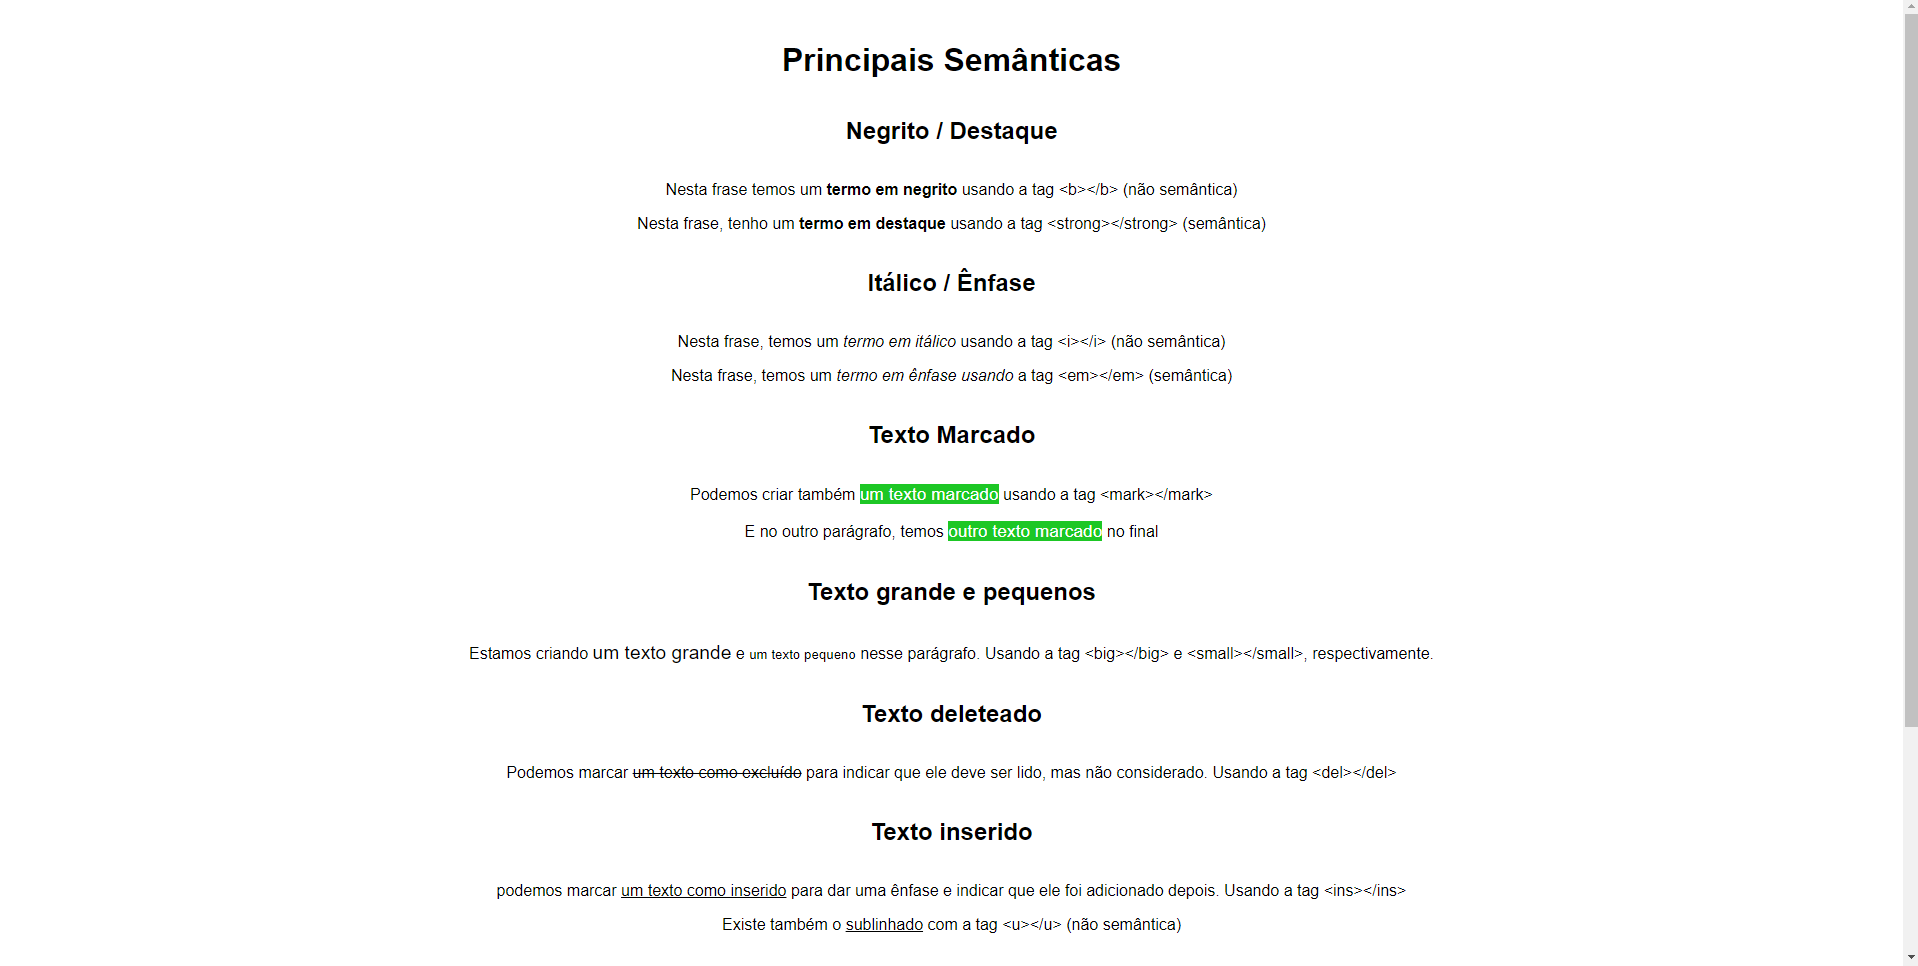 Principais Semânticas
Negrito / Destaque
Nesta frase temos um termo em negrito usando a tag <b></b> (não semântica)
Nesta frase, tenho um termo em destaque usando a tag <strong></strong> (semântica)
Itálico / Ênfase
Nesta frase, temos um termo em itálico usando a tag <i></i> (não semântica)
Nesta frase, temos um termo em ênfase usando a tag <em></em> (semântica)
Texto Marcado
Podemos criar também um texto marcado usando a tag <mark></mark>
E no outro parágrafo, temos outro texto marcado no final
Texto grande e pequenos
Estamos criando um texto grande e um texto pequeno nesse parágrafo. Usando a tag <big></big> e <small></small>, respectivamente.
Texto deleteado
Podemos marcar um texto como excluído para indicar que ele deve ser lido, mas não considerado. Usando a tag <del></del>
Texto inserido
podemos marcar um texto como inserido para dar uma ênfase e indicar que ele foi adicionado depois. Usando a tag <ins></ins>
Existe também o sublinhado com a tag <u></u> (não semântica)